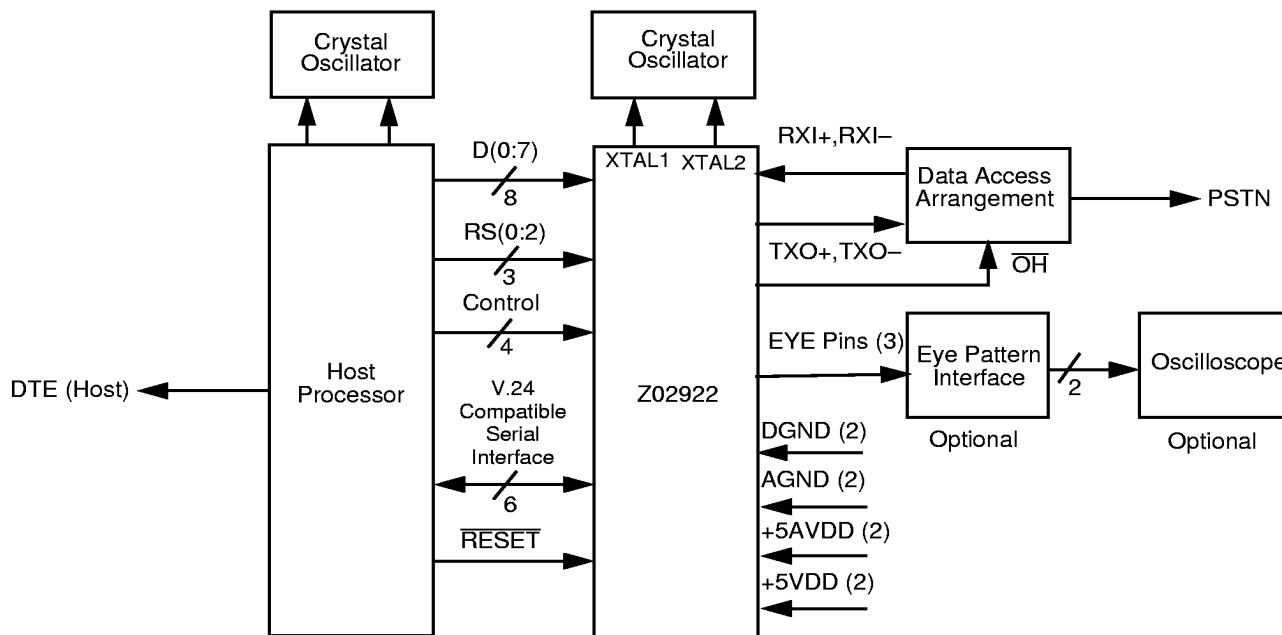 Crystal
Oscillator
Crystal
Oscillator
D(0:7)
8
RS(0:2)
3
Control
4
V.24
Compatible
Serial
Interface
6
RESET
DTE (Host)
Host
Processor
XTAL1 XTAL2
Z02922
RXI+,RXI–
TXO+,TXO–
OH
Data Access
Arrangement
PSTN
EYE Pins (3)
Eye Pattern
Interface
Optional
2
Oscilloscope
Optional
DGND (2)
AGND (2)
+5AVDD (2)
+5VDD (2)